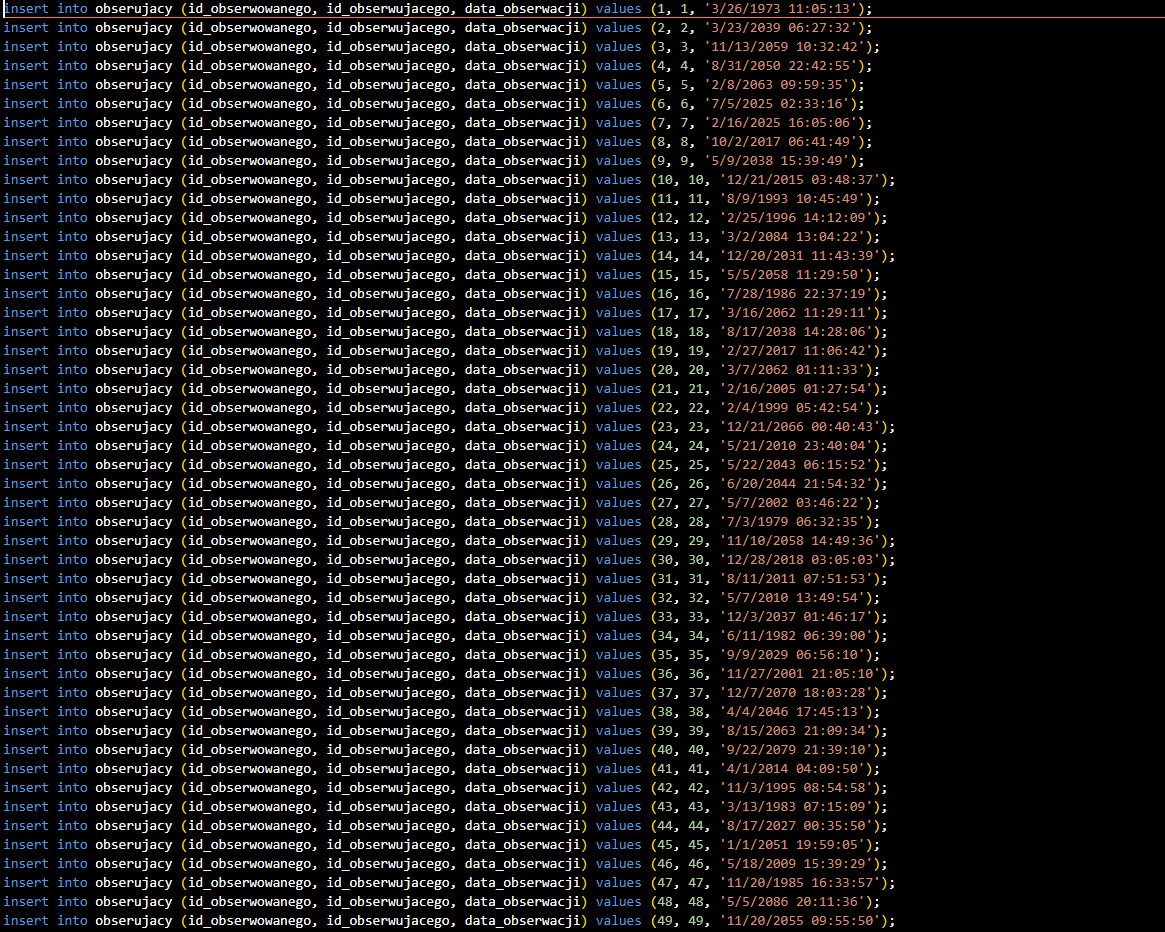 insert into obserujacy (id_obserwowanego, id_obserwujacego, data_obserwacji) values (1, 1, '3/26/1973 11:05:13');
insert into obserujacy (id_obserwowanego, id_obserwujacego, data_obserwacji) values (2, 2, '3/23/2039 06:27:32');
insert into obserujacy (id_obserwowanego, id_obserwujacego, data_obserwacji) values (3, 3, '11/13/2059 10:32:42');
insert into obserujacy (id_obserwowanego, id_obserwujacego, data_obserwacji) values (4, 4, '8/31/2050 22:42:55');
insert into obserujacy (id_obserwowanego, id_obserwujacego, data_obserwacji) values (5, 5, '2/8/2063 09:59:35');
insert into obserujacy (id_obserwowanego, id_obserwujacego, data_obserwacji) values (6, 6, '7/5/2025 02:33:16');
insert into obserujacy (id_obserwowanego, id_obserwujacego, data_obserwacji) values (7, 7, '2/16/2025 16:05:06');
insert into obserujacy (id_obserwowanego, id_obserwujacego, data_obserwacji) values (8, 8, '10/2/2017 06:41:49');
insert into obserujacy (id_obserwowanego, id_obserwujacego, data_obserwacji) values (9, 9, '5/9/2038 15:39:49');
insert into obserujacy (id_obserwowanego, id_obserwujacego, data_obserwacji) values (10, 10, '12/21/2015 03:48:37');
insert into obserujacy (id_obserwowanego, id_obserwujacego, data_obserwacji) values (11, 11, '8/9/1993 10:45:49');
insert into obserujacy (id_obserwowanego, id_obserwujacego, data_obserwacji) values (12, 12, '2/25/1996 14:12:09');
insert into obserujacy (id_obserwowanego, id_obserwujacego, data_obserwacji) values (13, 13, '3/2/2084 13:04:22');
insert into obserujacy (id_obserwowanego, id_obserwujacego, data_obserwacji) values (14, 14, '12/20/2031 11:43:39');
insert into obserujacy (id_obserwowanego, id_obserwujacego, data_obserwacji) values (15, 15, '5/5/2058 11:29:50');
insert into obserujacy (id_obserwowanego, id_obserwujacego, data_obserwacji) values (16, 16, '7/28/1986 22:37:19');
insert into obserujacy (id_obserwowanego, id_obserwujacego, data_obserwacji) values (17, 17, '3/16/2062 11:29:11');
insert into obserujacy (id_obserwowanego, id_obserwujacego, data_obserwacji) values (18, 18, '8/17/2038 14:28:06');
insert into obserujacy (id_obserwowanego, id_obserwujacego, data_obserwacji) values (19, 19, '2/27/2017 11:06:42');
insert into obserujacy (id_obserwowanego, id_obserwujacego, data_obserwacji) values (20, 20, '3/7/2062 01:11:33');
insert into obserujacy (id_obserwowanego, id_obserwujacego, data_obserwacji) values (21, 21, '2/16/2005 01:27:54');
insert into obserujacy (id_obserwowanego, id_obserwujacego, data_obserwacji) values (22, 22, '2/4/1999 05:42:54');
insert into obserujacy (id_obserwowanego, id_obserwujacego, data_obserwacji) values (23, 23, '12/21/2066 00:40:43');
insert into obserujacy (id_obserwowanego, id_obserwujacego, data_obserwacji) values (24, 24, '5/21/2010 23:40:04');
insert into obserujacy (id_obserwowanego, id_obserwujacego, data_obserwacji) values (25, 25, '5/22/2043 06:15:52');
insert into obserujacy (id_obserwowanego, id_obserwujacego, data_obserwacji) values (26, 26, '6/20/2044 21:54:32');
insert into obserujacy (id_obserwowanego, id_obserwujacego, data_obserwacji) values (27, 27, '5/7/2002 03:46:22');
insert into obserujacy (id_obserwowanego, id_obserwujacego, data_obserwacji) values (28, 28, '7/3/1979 06:32:35');
insert into obserujacy (id_obserwowanego, id_obserwujacego, data_obserwacji) values (29, 29, '11/10/2058 14:49:36');
insert into obserujacy (id_obserwowanego, id_obserwujacego, data_obserwacji) values (30, 30, '12/28/2018 03:05:03');
insert into obserujacy (id_obserwowanego, id_obserwujacego, data_obserwacji) values (31, 31, '8/11/2011 07:51:53');
insert into obserujacy (id_obserwowanego, id_obserwujacego, data_obserwacji) values (32, 32, '5/7/2010 13:49:54');
insert into obserujacy (id_obserwowanego, id_obserwujacego, data_obserwacji) values (33, 33, '12/3/2037 01:46:17');
insert into obserujacy (id_obserwowanego, id_obserwujacego, data_obserwacji) values (34, 34, '6/11/1982 06:39:00');
insert into obserujacy (id_obserwowanego, id_obserwujacego, data_obserwacji) values (35, 35, '9/9/2029 06:56:10');
insert into obserujacy (id_obserwowanego, id_obserwujacego, data_obserwacji) values (36, 36, '11/27/2001 21:05:10');
insert into obserujacy (id_obserwowanego, id_obserwujacego, data_obserwacji) values (37, 37, '12/7/2070 18:03:28');
insert into obserujacy (id_obserwowanego, id_obserwujacego, data_obserwacji) values (38, 38, '4/4/2046 17:45:13');
insert into obserujacy (id_obserwowanego, id_obserwujacego, data_obserwacji) values (39, 39, '8/15/2063 21:09:34');
insert into obserujacy (id_obserwowanego, id_obserwujacego, data_obserwacji) values (40, 40, '9/22/2079 21:39:10');
insert into obserujacy (id_obserwowanego, id_obserwujacego, data_obserwacji) values (41, 41, '4/1/2014 04:09:50');
insert into obserujacy (id_obserwowanego, id_obserwujacego, data_obserwacji) values (42, 42, '11/3/1995 08:54:58');
insert into obserujacy (id_obserwowanego, id_obserwujacego, data_obserwacji) values (43, 43, '3/13/1983 07:15:09');
insert into obserujacy (id_obserwowanego, id_obserwujacego, data_obserwacji) values (44, 44, '8/17/2027 00:35:50');
insert into obserujacy (id_obserwowanego, id_obserwujacego, data_obserwacji) values (45, 45, '1/1/2051 19:59:05');
insert into obserujacy (id_obserwowanego, id_obserwujacego, data_obserwacji) values (46, 46, '5/18/2009 15:39:29');
insert into obserujacy (id_obserwowanego, id_obserwujacego, data_obserwacji) values (47, 47, '11/20/1985 16:33:57');
insert into obserujacy (id_obserwowanego, id_obserwujacego, data_obserwacji) values (48, 48, '5/5/2086 20:11:36');
insert into obserujacy (id_obserwowanego, id_obserwujacego, data_obserwacji) values (49, 49, '11/20/2055 09:55:50');